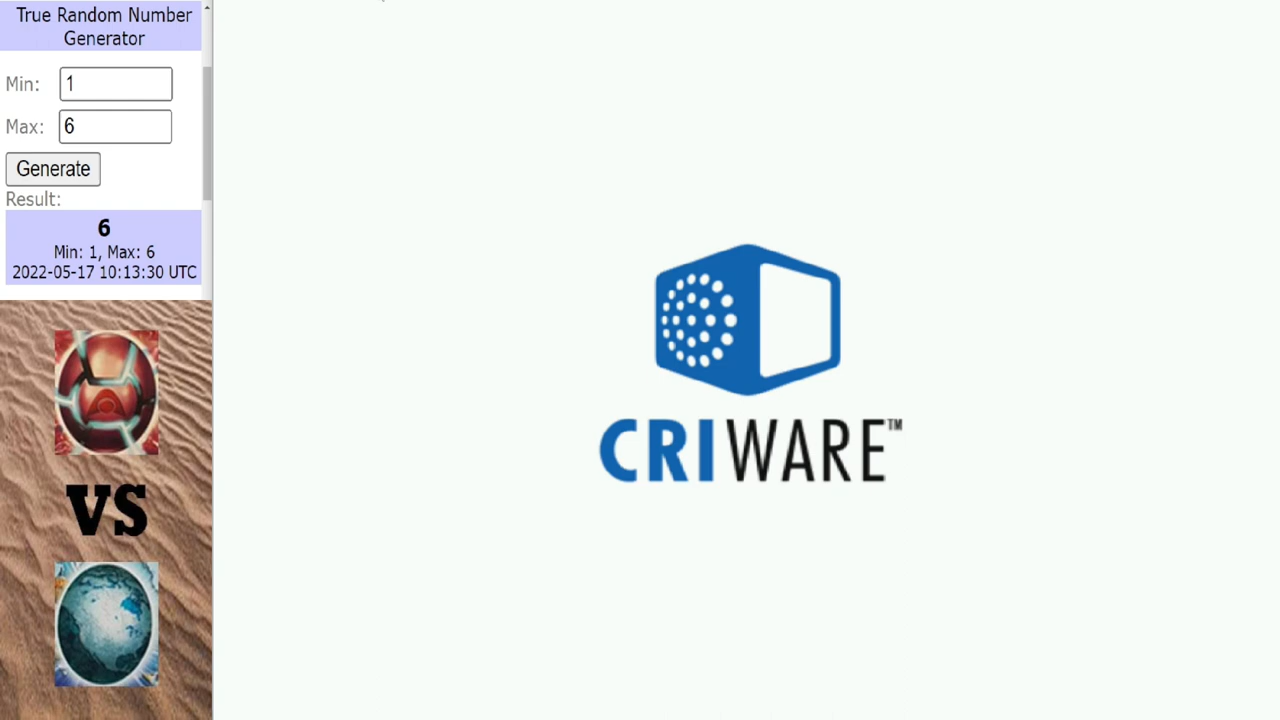 True Random Number
Generator
Min: 1
Max: 6
Generate
Result:
6
Min: 1, Max: 6
2022-05-17 10:13:30 UTC
VS
CRIWARE™